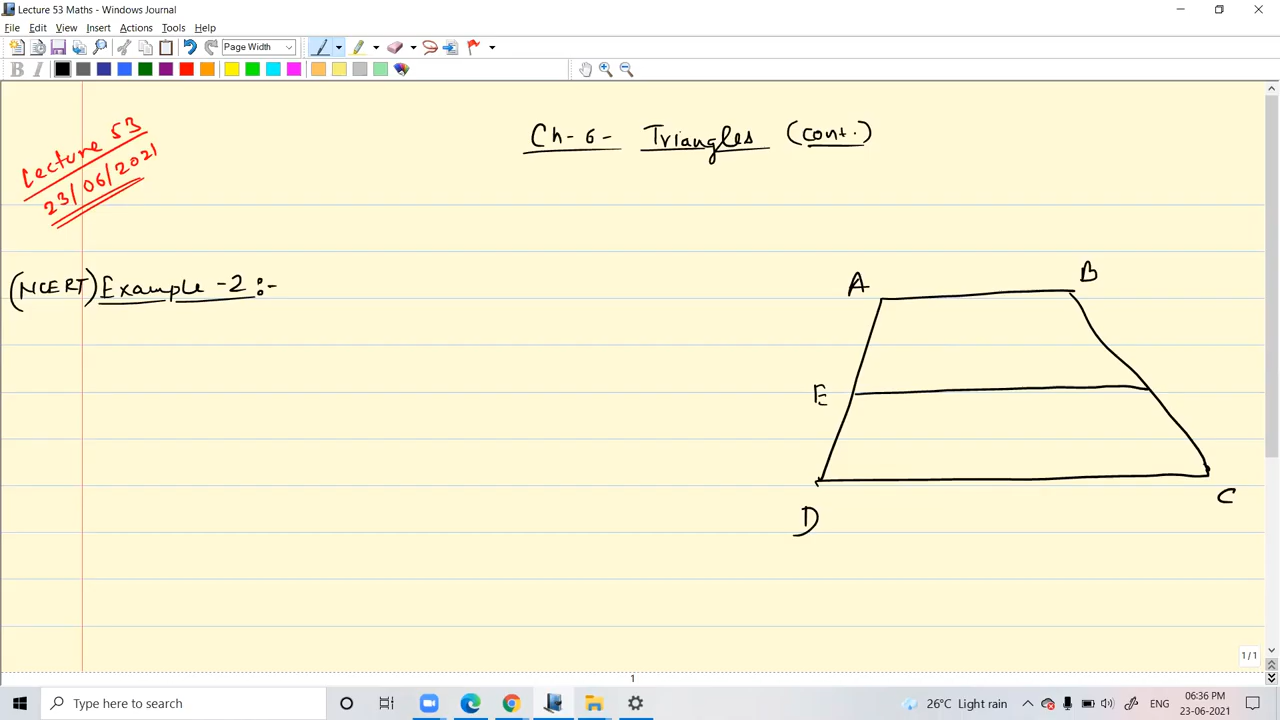 Lecture 53 Maths - Windows Journal
File Edit View Insert Actions Tools Help
Page Width
B I
Lecture 53
23/06/2021
Ch-6- Triangles (cont.)
(NCERT) Example -2 :-
A
B
E
D
C
1/1
1
Type here to search
26°C Light rain
ENG
06:36 PM
23-06-2021